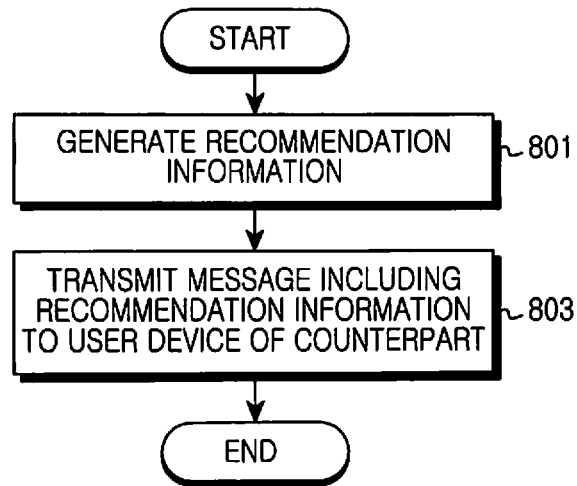 START
GENERATE RECOMMENDATION
INFORMATION
801
TRANSMIT MESSAGE INCLUDING
RECOMMENDATION INFORMATION
TO USER DEVICE OF COUNTERPART
803
END